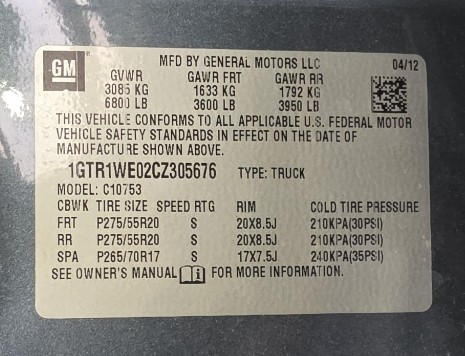 GM
MFD BY GENERAL MOTORS LLC 04/12
GVWR GAWR FRT GAWR RR
3085 KG 1633 KG 1792 KG
6800 LB 3600 LB 3950 LB
THIS VEHICLE CONFORMS TO ALL APPLICABLE U.S. FEDERAL MOTOR
VEHICLE SAFETY STANDARDS IN EFFECT ON THE DATE OF
MANUFACTURE SHOWN ABOVE.
1GTR1WE02CZ305676 TYPE: TRUCK
MODEL: C10753
CBWK TIRE SIZE SPEED RTG RIM COLD TIRE PRESSURE
FRT P275/55R20 S 20X8.5J 210KPA(30PSI)
RR P275/55R20 S 20X8.5J 210KPA(30PSI)
SPA P265/70R17 S 17X7.5J 240KPA(35PSI)
SEE OWNER'S MANUAL FOR MORE INFORMATION.